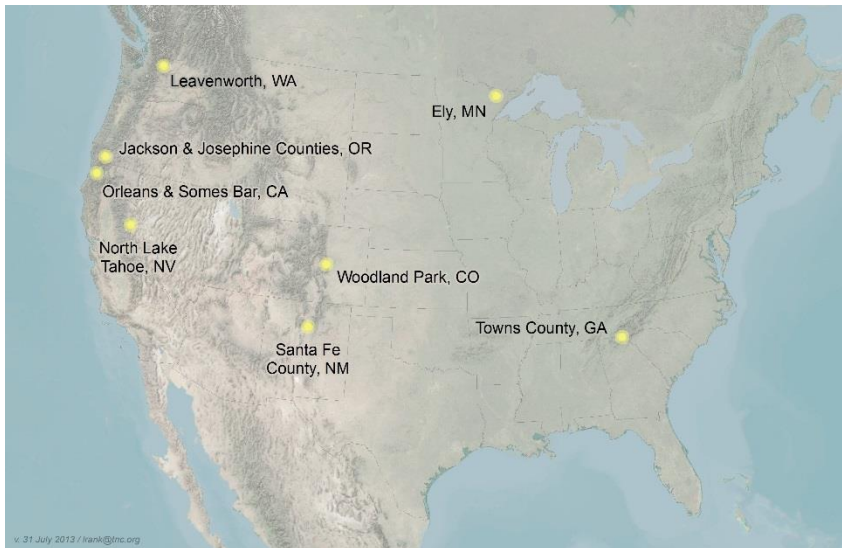 Leavenworth, WA
Ely, MN
Jackson & Josephine Counties, OR
Orleans & Somes Bar, CA
North Lake
Tahoe, NV
Woodland Park, CO
Towns County, GA
Santa Fe
County, NM
v. 31 July 2013 / krank@tnc.org